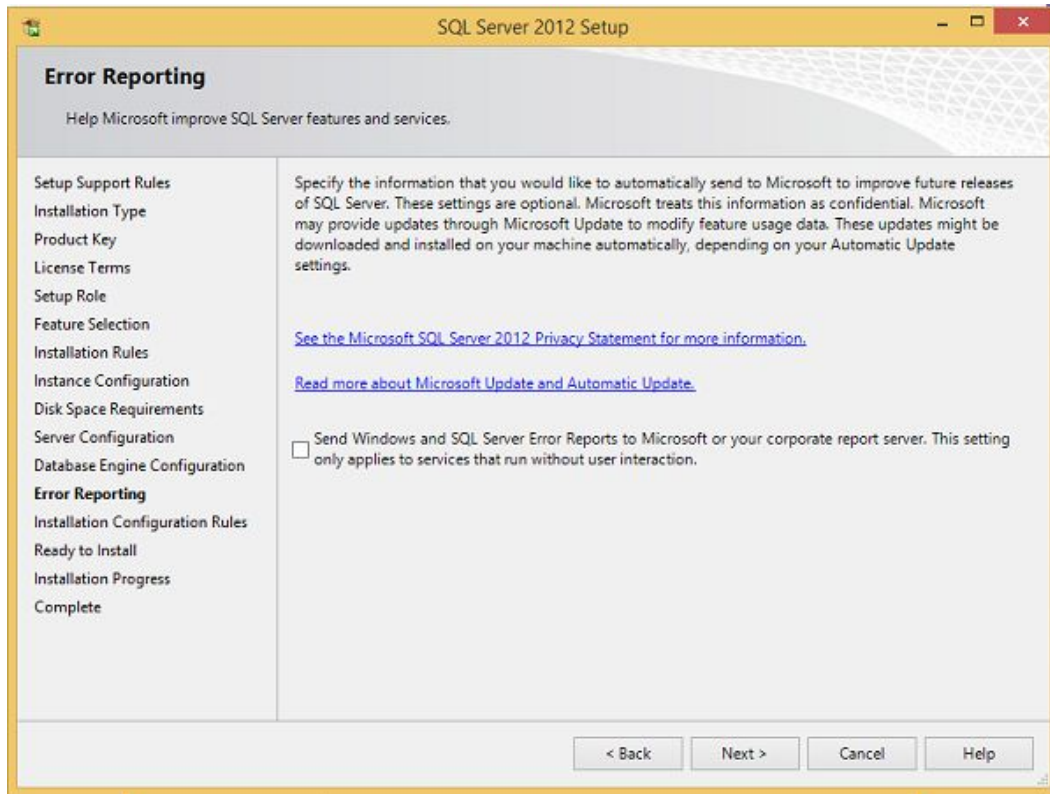 SQL Server 2012 Setup
Error Reporting
Help Microsoft improve SQL Server features and services.
Setup Support Rules
Installation Type
Product Key
License Terms
Setup Role
Feature Selection
Installation Rules
Instance Configuration
Disk Space Requirements
Server Configuration
Database Engine Configuration
Error Reporting
Installation Configuration Rules
Ready to Install
Installation Progress
Complete
Specify the information that you would like to automatically send to Microsoft to improve future releases
of SQL Server. These settings are optional. Microsoft treats this information as confidential. Microsoft
may provide updates through Microsoft Update to modify feature usage data. These updates might be
downloaded and installed on your machine automatically, depending on your Automatic Update
settings.
See the Microsoft SQL Server 2012 Privacy Statement for more information.
Read more about Microsoft Update and Automatic Update.
Send Windows and SQL Server Error Reports to Microsoft or your corporate report server. This setting
only applies to services that run without user interaction.
< Back
Next >
Cancel
Help